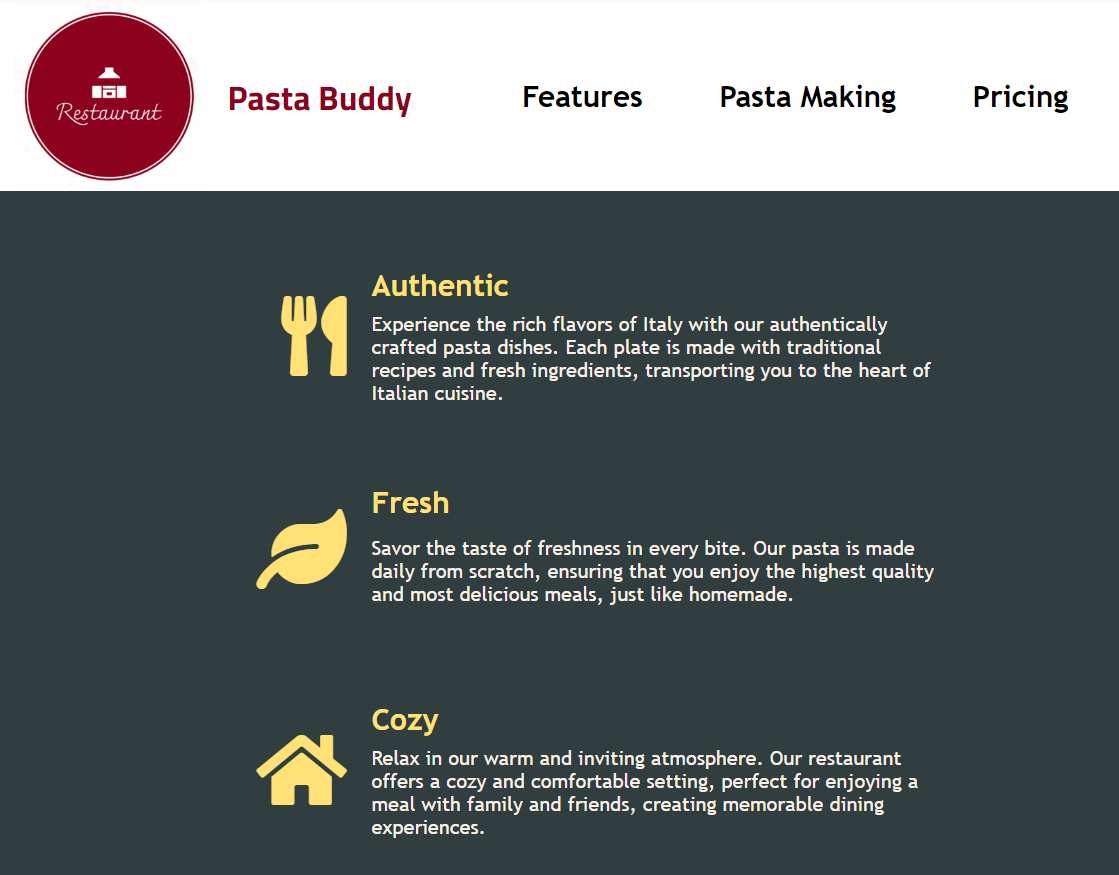 Restaurant
Pasta Buddy
Features
Pasta Making
Pricing
Authentic
Experience the rich flavors of Italy with our authentically
crafted pasta dishes. Each plate is made with traditional
recipes and fresh ingredients, transporting you to the heart of
Italian cuisine.
Fresh
Savor the taste of freshness in every bite. Our pasta is made
daily from scratch, ensuring that you enjoy the highest quality
and most delicious meals, just like homemade.
Cozy
Relax in our warm and inviting atmosphere. Our restaurant
offers a cozy and comfortable setting, perfect for enjoying a
meal with family and friends, creating memorable dining
experiences.